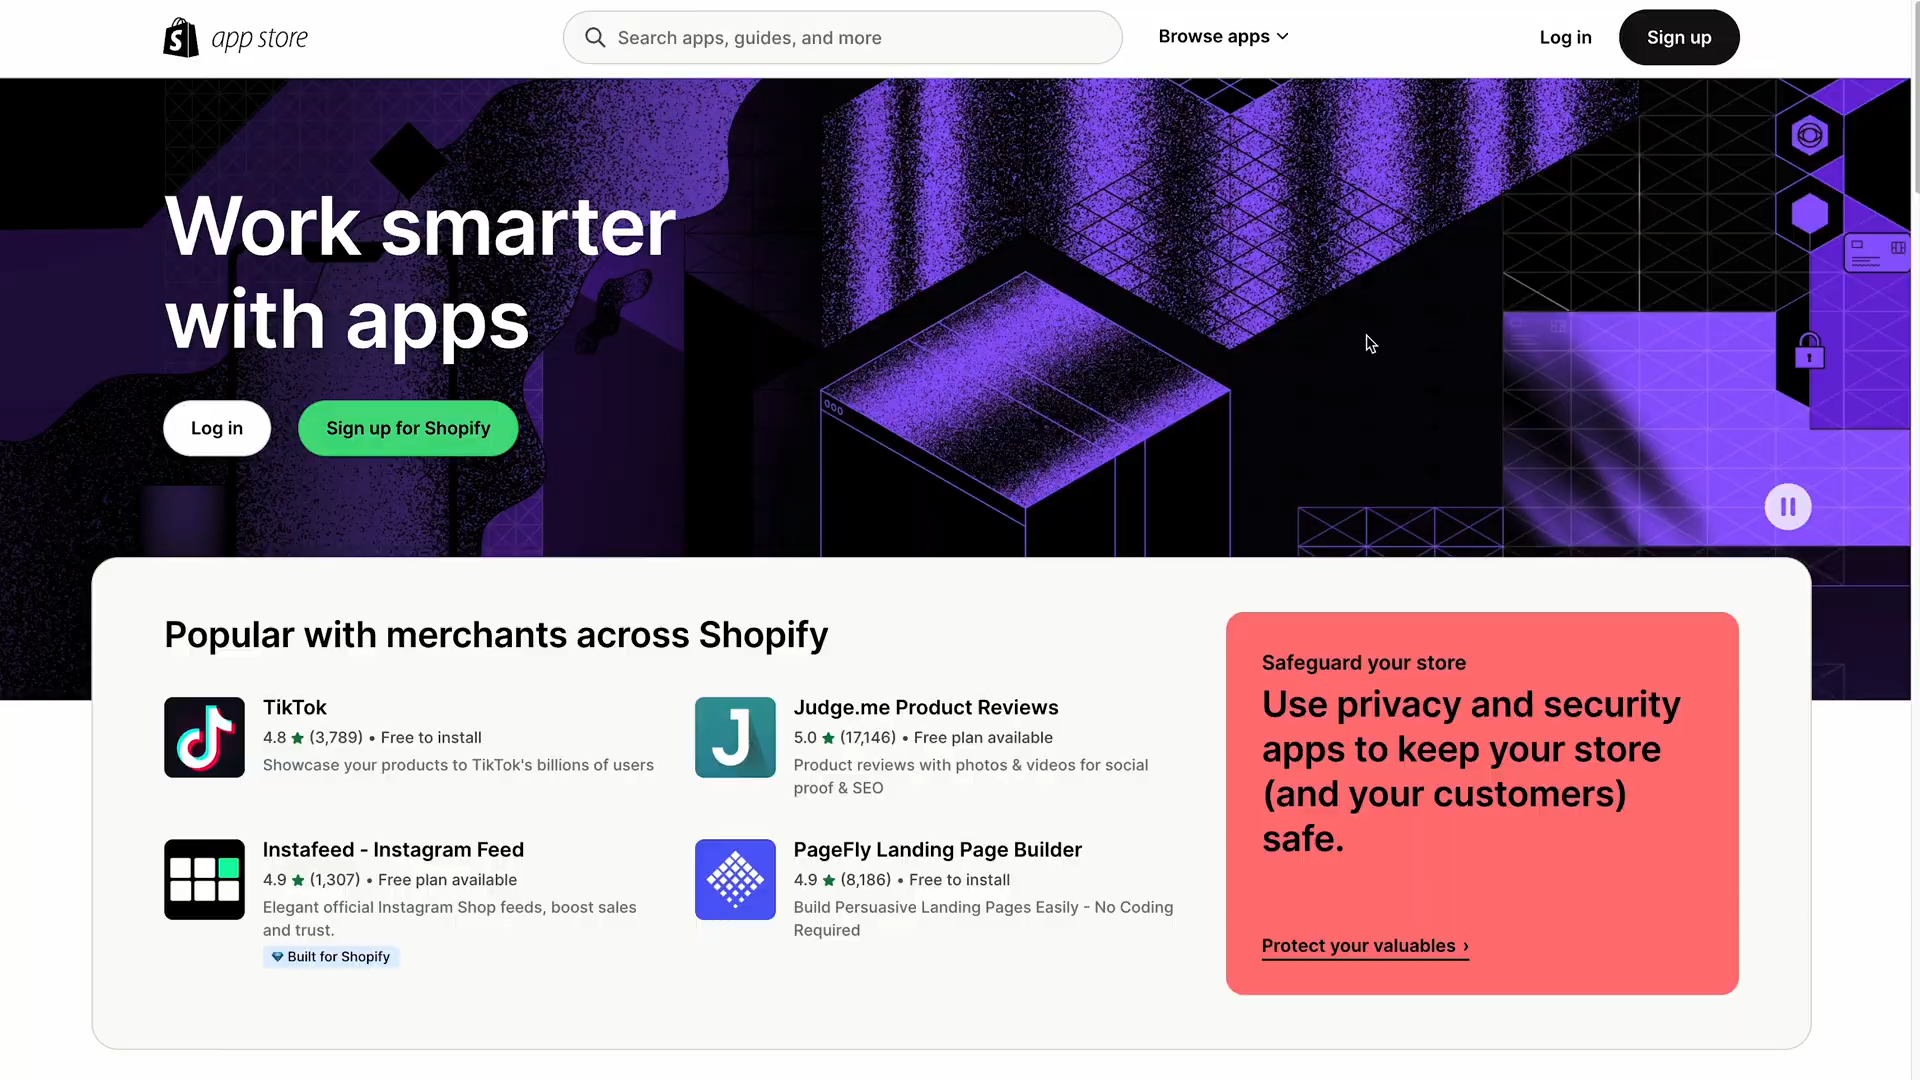 app store
Search apps, guides, and more
Browse apps
Log in
Sign up
Work smarter
with apps
Log in
Sign up for Shopify
Popular with merchants across Shopify
TikTok
4.8 ★ (3,789) • Free to install
Showcase your products to TikTok's billions of users
Judge.me Product Reviews
5.0 ★ (17,146) • Free plan available
Product reviews with photos & videos for social
proof & SEO
Instafeed - Instagram Feed
4.9 ★ (1,307) • Free plan available
Elegant official Instagram Shop feeds, boost sales
and trust.
Built for Shopify
PageFly Landing Page Builder
4.9 ★ (8,186) • Free to install
Build Persuasive Landing Pages Easily - No Coding
Required
Safeguard your store
Use privacy and security
apps to keep your store
(and your customers)
safe.
Protect your valuables ›